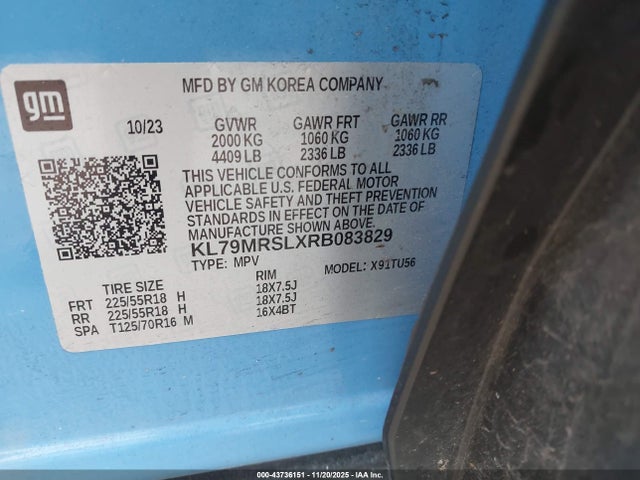 gm
MFD BY GM KOREA COMPANY
10/23 GVWR GAWR FRT GAWR RR
2000 KG 1060 KG 1060 KG
4409 LB 2336 LB 2336 LB
THIS VEHICLE CONFORMS TO ALL
APPLICABLE U.S. FEDERAL MOTOR
VEHICLE SAFETY AND THEFT PREVENTION
STANDARDS IN EFFECT ON THE DATE OF
MANUFACTURE SHOWN ABOVE.
KL79MRSLXRB083829
TYPE: MPV MODEL: X91TU56
TIRE SIZE RIM
FRT 225/55R18 H 18X7.5J
RR 225/55R18 H 18X7.5J
SPA T125/70R16 M 16X4BT
000-43736151 - 11/20/2025 - IAAI.COM